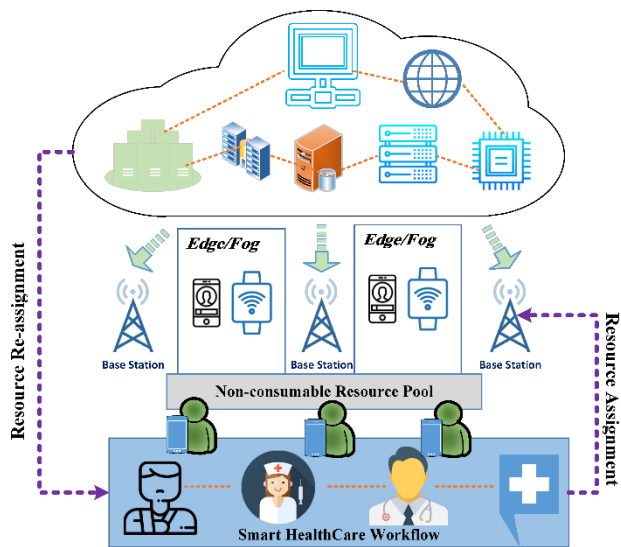 Edge/Fog
Edge/Fog
Base Station
Base Station
Base Station
Resource Re-assignment
Resource Assignment
Non-consumable Resource Pool
Smart HealthCare Workflow